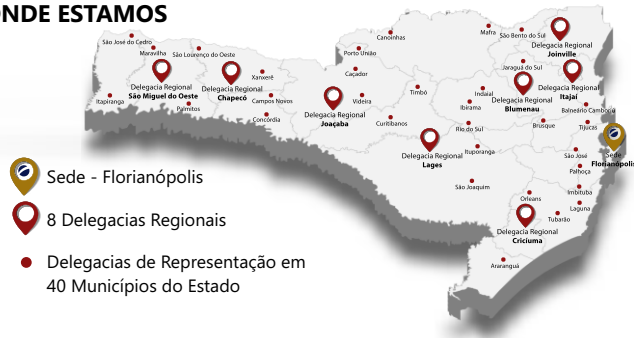 ONDE ESTAMOS
São José do Cedro
Maravilha
São Lourenço do Oeste
Xanxerê
Delegacia Regional
São Miguel do Oeste
Delegacia Regional
Chapecó
Itapiranga
Palmitos
Campos Novos
Concórdia
Porto União
Canoinhas
Caçador
Videira
Delegacia Regional
Joaçaba
Timbó
Curitibanos
Mafra
São Bento do Sul
Delegacia Regional
Joinville
Jaraguá do Sul
Indaial
Ibirama
Delegacia Regional
Blumenau
Delegacia Regional
Itajaí
Balneário Camboriú
Rio do Sul
Brusque
Tijucas
Ituporanga
Delegacia Regional
Lages
São José
Palhoça
Sede
Florianópolis
São Joaquim
Imbituba
Orleans
Laguna
Tubarão
Delegacia Regional
Criciuma
Araranguá
Sede - Florianópolis
8 Delegacias Regionais
Delegacias de Representação em
40 Municípios do Estado